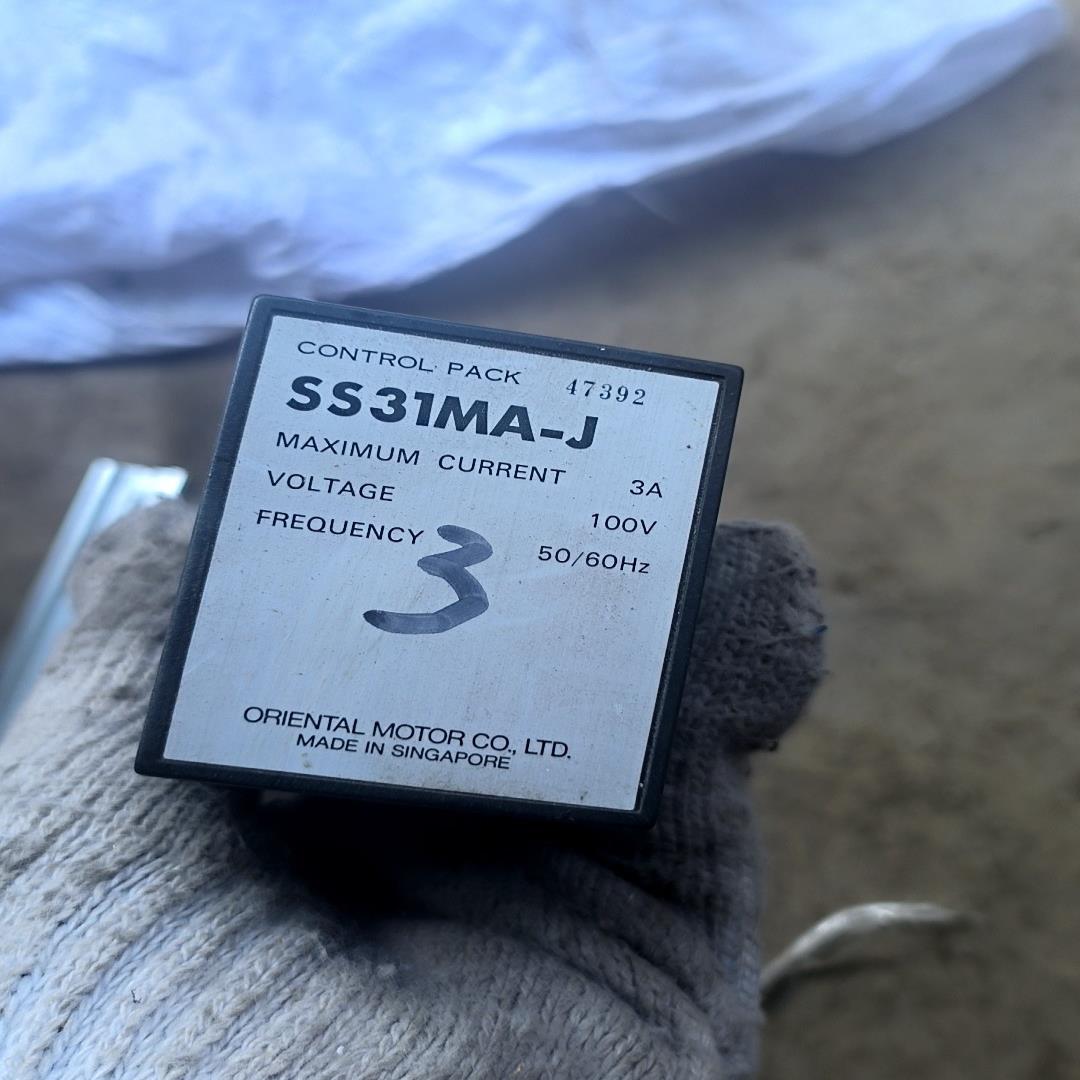 CONTROL PACK 47392
SS31MA-J
MAXIMUM CURRENT 3A
VOLTAGE 100V
FREQUENCY 50/60Hz
3
ORIENTAL MOTOR CO., LTD.
MADE IN SINGAPORE